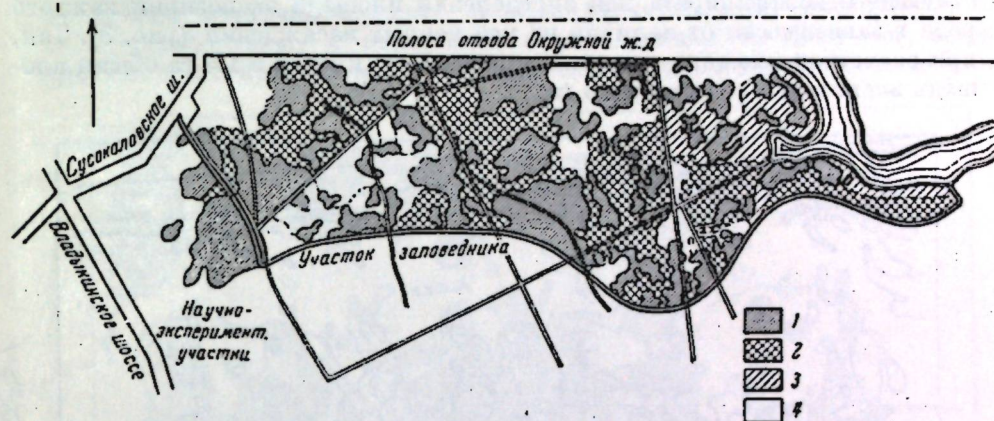 Полоса отвода Окружной ж.д
Сусоколовское ш.
Владыкинское шоссе
Участок заповедника
Научно-
эксперимент.
участки
1
2
3
4